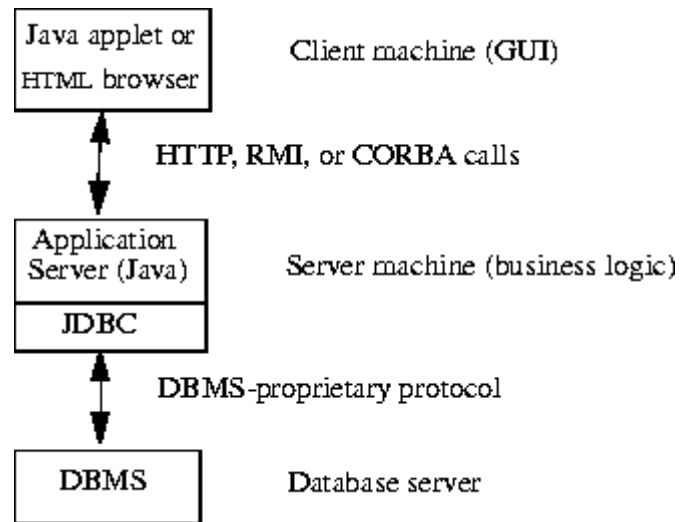 Java applet or
HTML browser
Client machine (GUI)
HTTP, RMI, or CORBA calls
Application
Server (Java)
Server machine (business logic)
JDBC
DBMS-proprietary protocol
DBMS
Database server